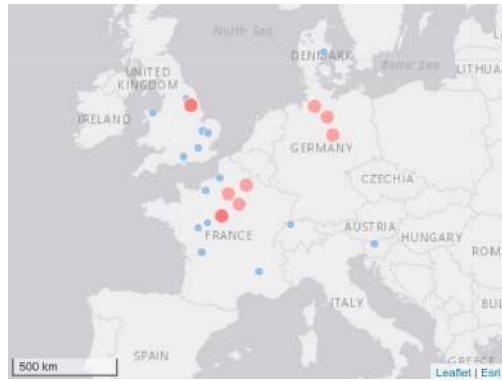 North Sea
DENMARK
Baltic Sea
LITHUA
UNITED
KINGDOM
IRELAND
GERMANY
CZECHIA
FRANCE
AUSTRIA
HUNGARY
ROM
ITALY
BUL
SPAIN
GREECE
500 km
Leaflet | Esri